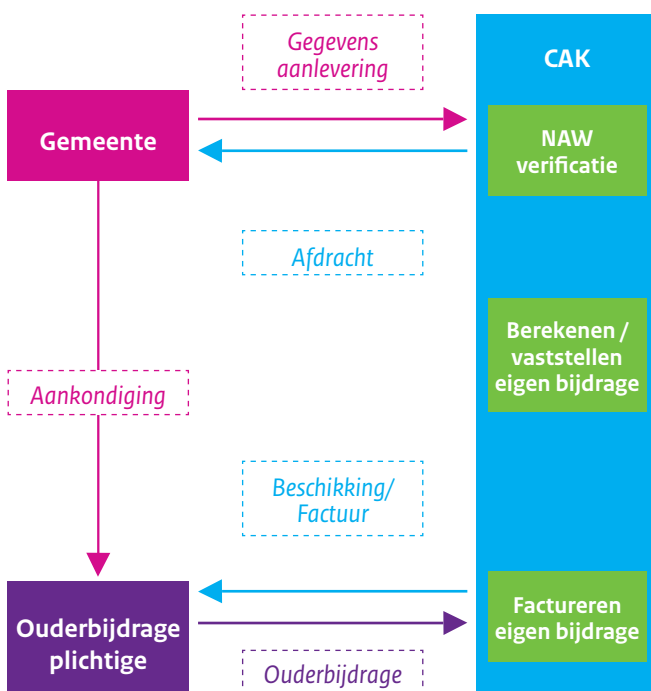 Gegevens
aanlevering
CAK
Gemeente
NAW
verificatie
Afdracht
Berekenen /
vaststellen
eigen bijdrage
Aankondiging
Beschikking/
Factuur
Ouderbijdrage
plichtige
Factureren
eigen bijdrage
Ouderbijdrage